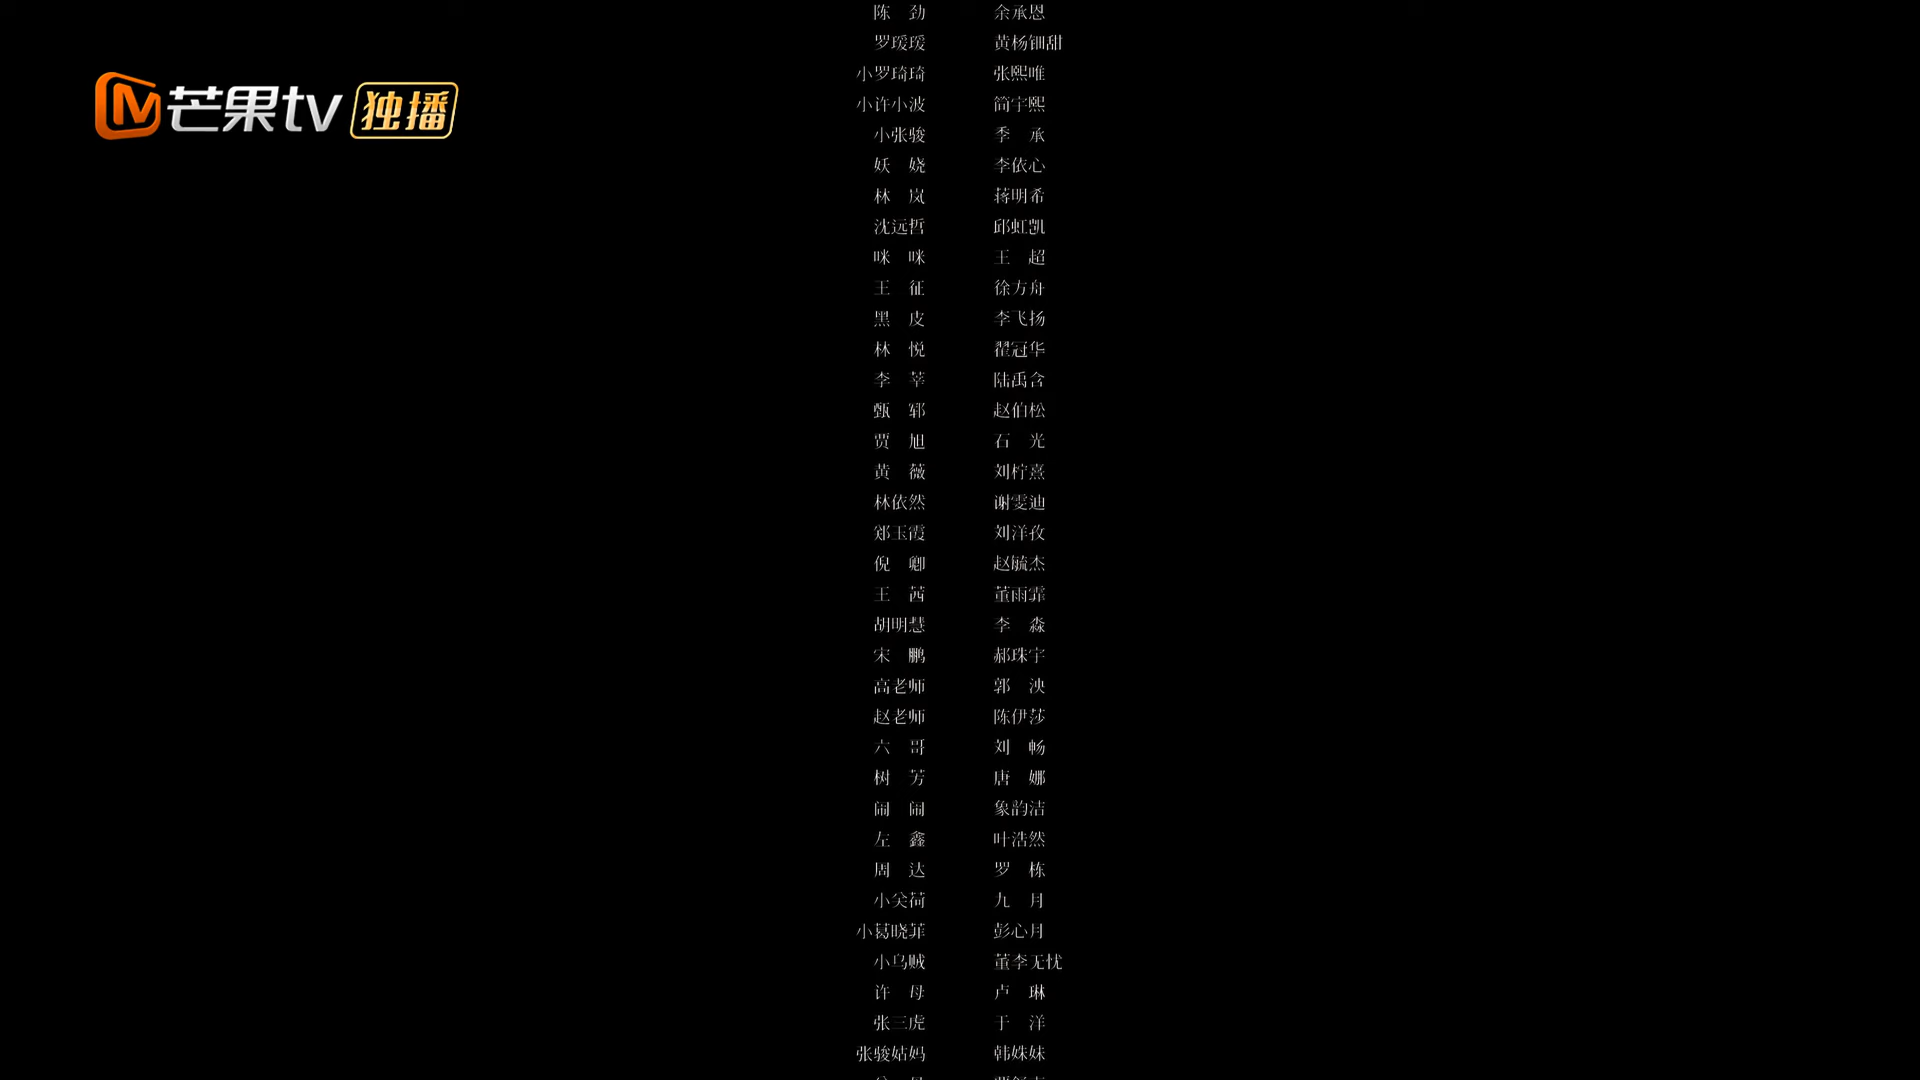 陈 劲 余承恩
芒果tv 独播
罗瑗瑗 黄杨钿甜
小罗琦琦 张熙唯
小许小波 简宇熙
小张骏 季 承
妖 娆 李依心
林 岚 蒋明希
沈远哲 邱虹凯
咪 咪 王 超
王 征 徐方舟
黑 皮 李飞扬
林 悦 翟冠华
李 莘 陆禹含
甄 郓 赵伯松
贾 旭 石 光
黄 薇 刘柠熹
林依然 谢雯迪
郑玉霞 刘洋孜
倪 卿 赵毓杰
王 茜 董雨霏
胡明慧 李 淼
宋 鹏 郝珠宇
高老师 郭 泱
赵老师 陈伊莎
六 哥 刘 畅
树 芳 唐 娜
闹 闹 象韵洁
左 鑫 叶浩然
周 达 罗 栋
小关荷 九 月
小葛晓菲 彭心月
小乌贼 董李无忧
许 母 卢 琳
张三虎 于 洋
张骏姑妈 韩姝妹